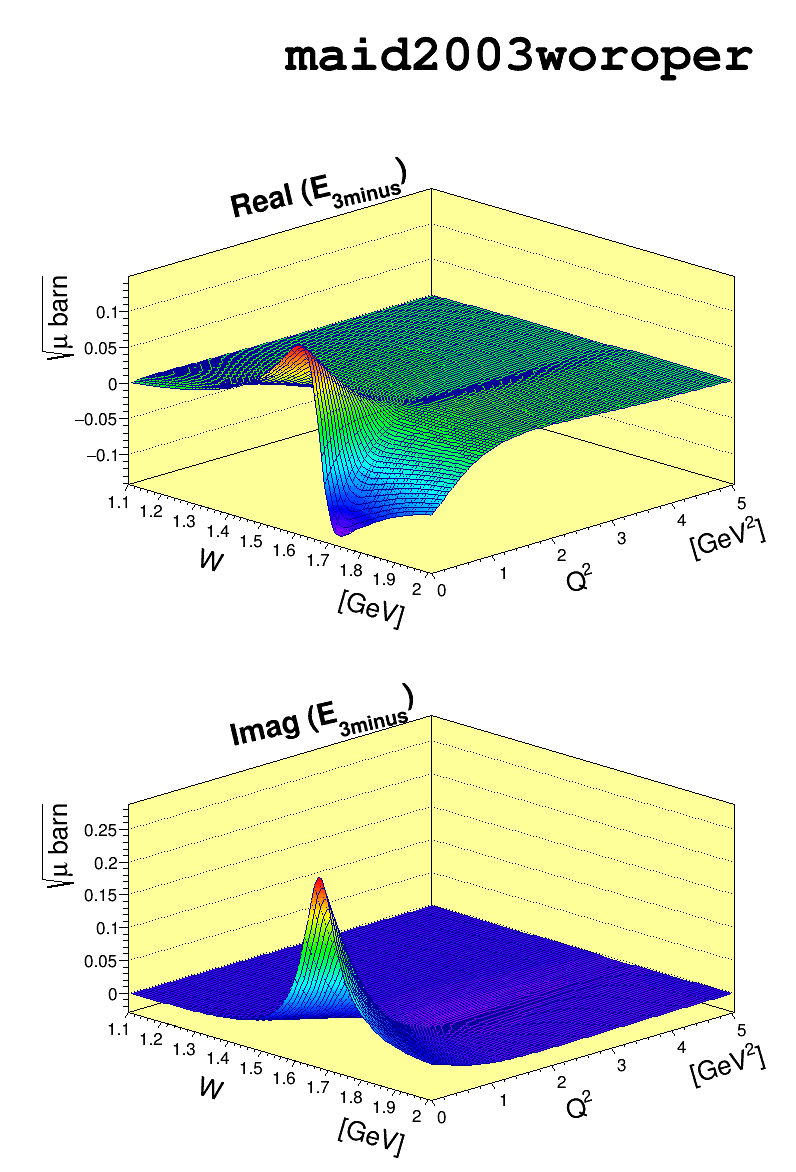 maid2003woroper
Real (E3minus)
√μ barn
0.1
0.05
0
−0.05
−0.1
1.1 1.2 1.3 1.4 1.5 1.6 1.7 1.8 1.9 2
W
[GeV]
0 1 2 3 4 5
Q²
[GeV²]
Imag (E3minus)
√μ barn
0.25
0.2
0.15
0.1
0.05
0
1.1 1.2 1.3 1.4 1.5 1.6 1.7 1.8 1.9 2
W
[GeV]
0 1 2 3 4 5
Q²
[GeV²]